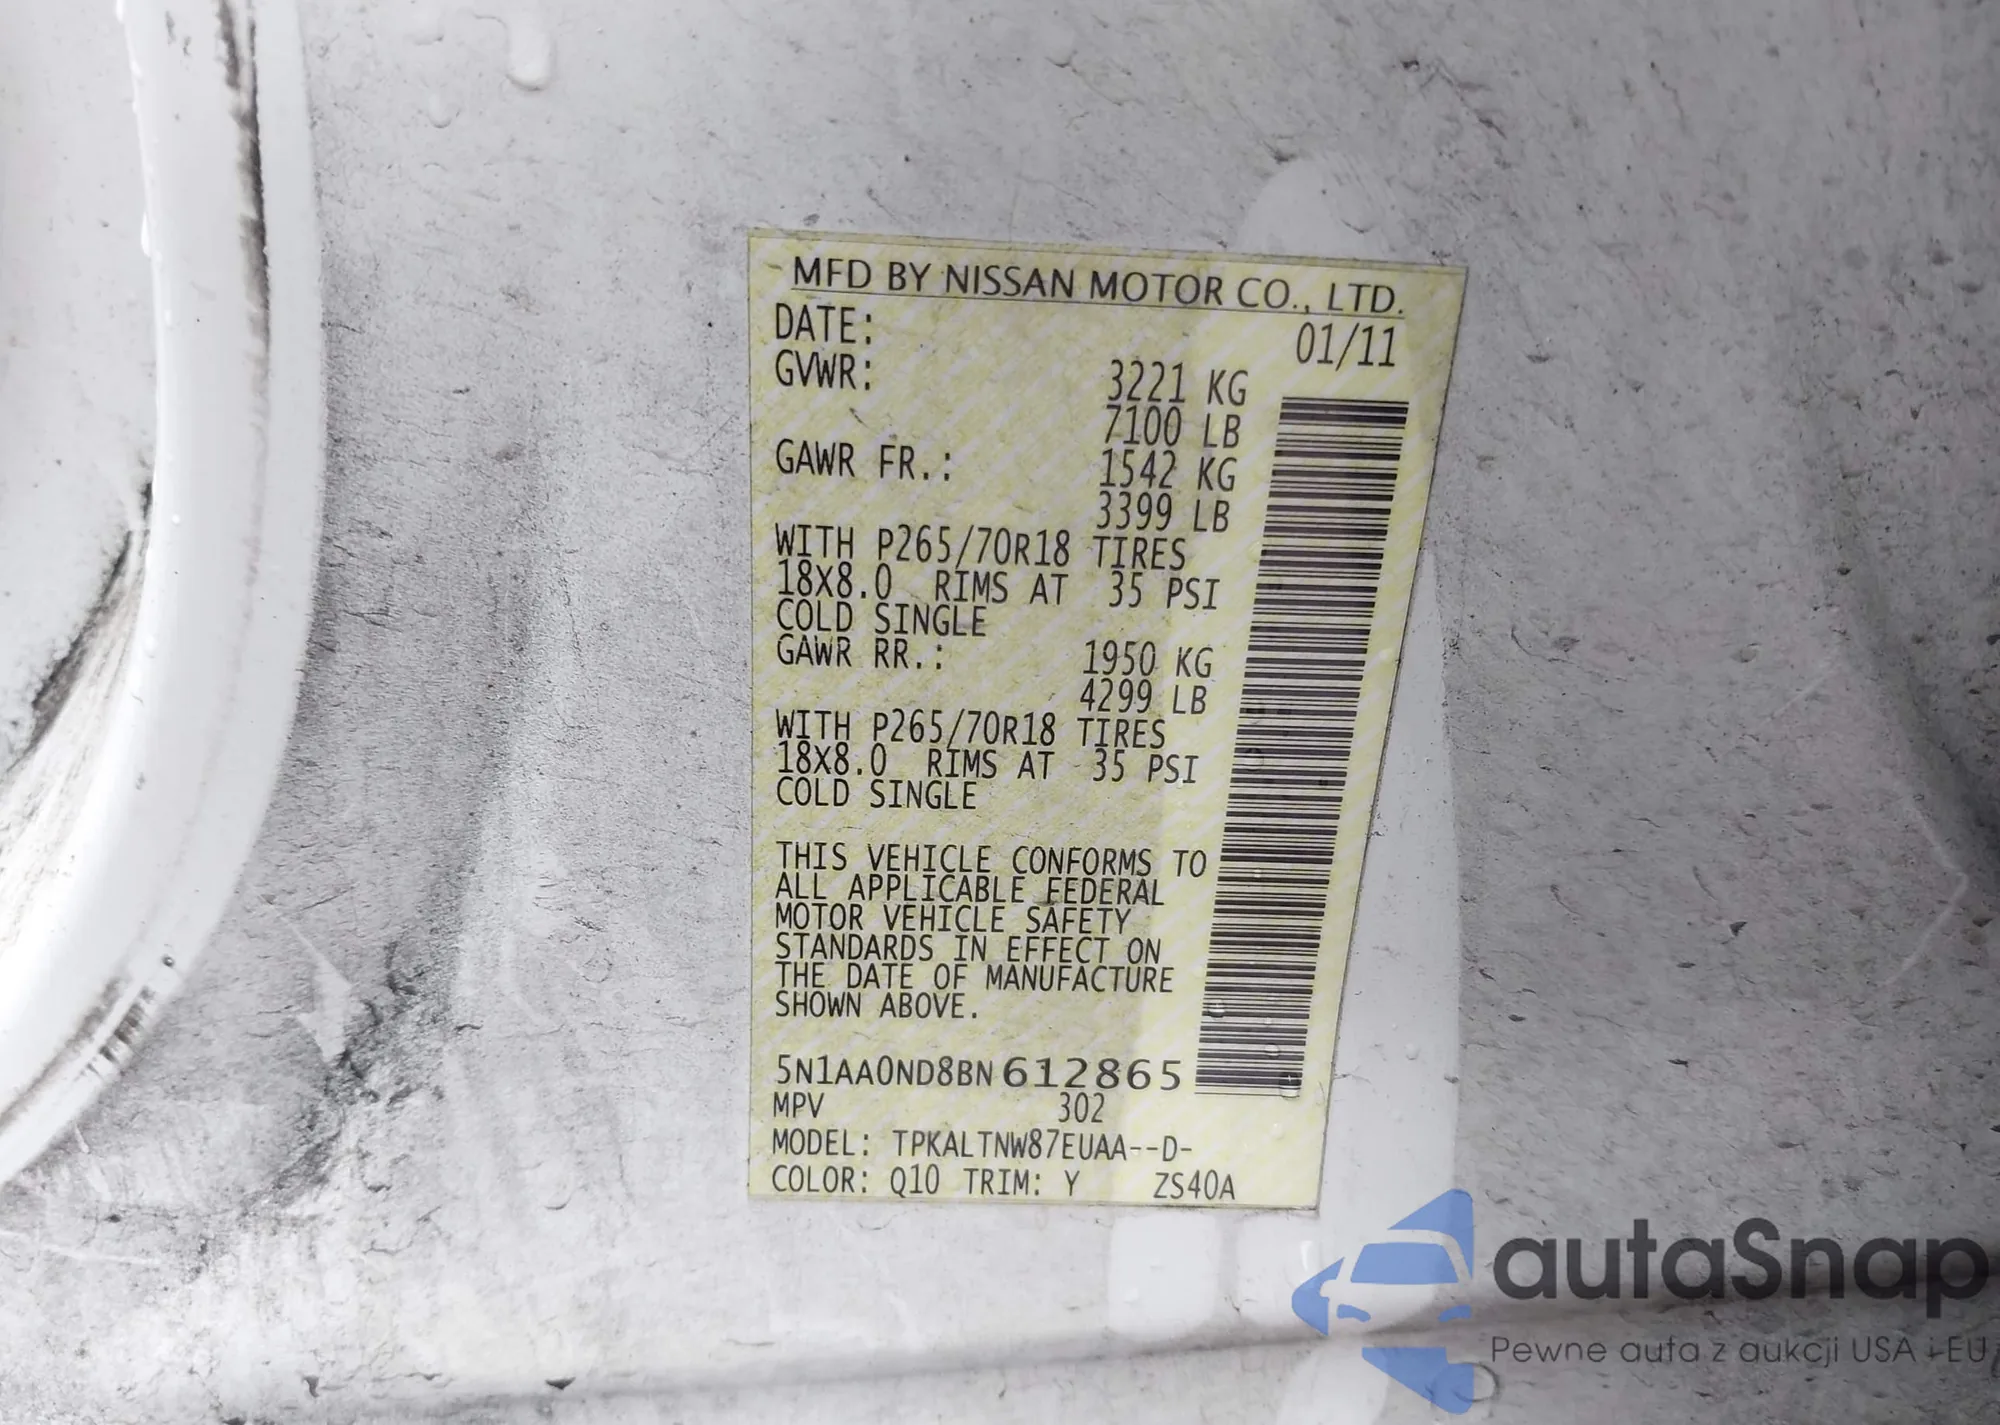 MFD BY NISSAN MOTOR CO., LTD.
DATE: 01/11
GVWR: 3221 KG
7100 LB
GAWR FR.: 1542 KG
3399 LB
WITH P265/70R18 TIRES
18X8.0 RIMS AT 35 PSI
COLD SINGLE
GAWR RR.: 1950 KG
4299 LB
WITH P265/70R18 TIRES
18X8.0 RIMS AT 35 PSI
COLD SINGLE
THIS VEHICLE CONFORMS TO
ALL APPLICABLE FEDERAL
MOTOR VEHICLE SAFETY
STANDARDS IN EFFECT ON
THE DATE OF MANUFACTURE
SHOWN ABOVE.
5N1AA0ND8BN612865
MPV 302
MODEL: TPKALTNW87EUAA--D-
COLOR: Q10 TRIM: Y ZS40A
autaSnap
Pewne auta z aukcji USA i EU